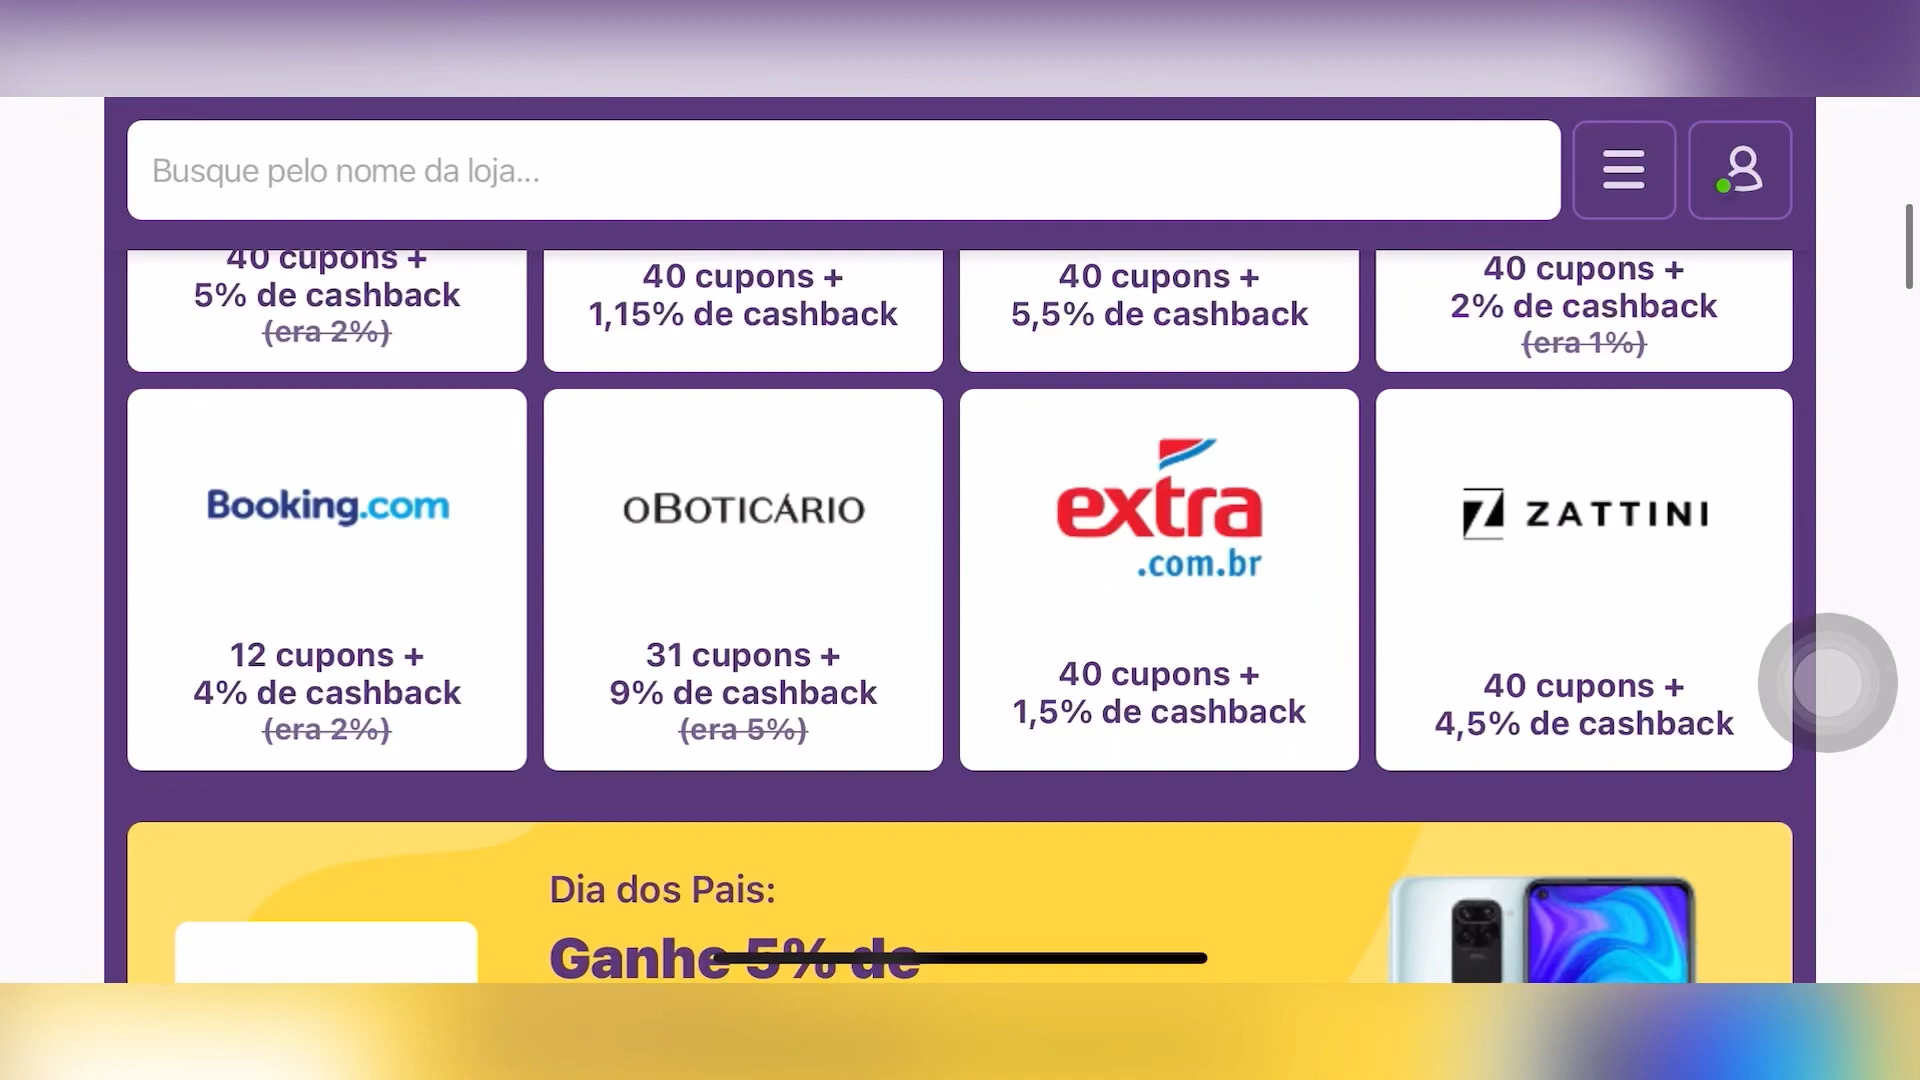 Busque pelo nome da loja...
40 cupons +
5% de cashback
(era 2%)
40 cupons +
1,15% de cashback
40 cupons +
5,5% de cashback
40 cupons +
2% de cashback
(era 1%)
Booking.com
12 cupons +
4% de cashback
(era 2%)
oBOTICÁRIO
31 cupons +
9% de cashback
(era 5%)
extra
.com.br
40 cupons +
1,5% de cashback
Z ZATTINI
40 cupons +
4,5% de cashback
Dia dos Pais:
Ganhe 5% de